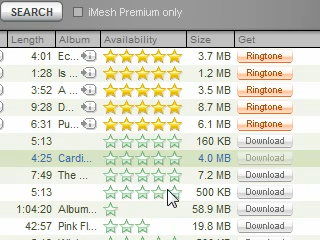 SEARCH iMesh Premium only
Length Album Availability Size Get
4:01 Ec... 3.7 MB Ringtone
1:28 Is ... 1.2 MB Ringtone
3:52 A ... 3.5 MB Ringtone
9:28 D... 8.7 MB Ringtone
6:31 Pu... 6.1 MB Ringtone
5:13 160 KB Download
4:25 Cardi... 4.0 MB Download
7:49 The ... 7.2 MB Download
5:13 500 KB Download
1:04:20 Album... 58.9 MB Download
42:57 Pink Fl... 19.8 MB Download